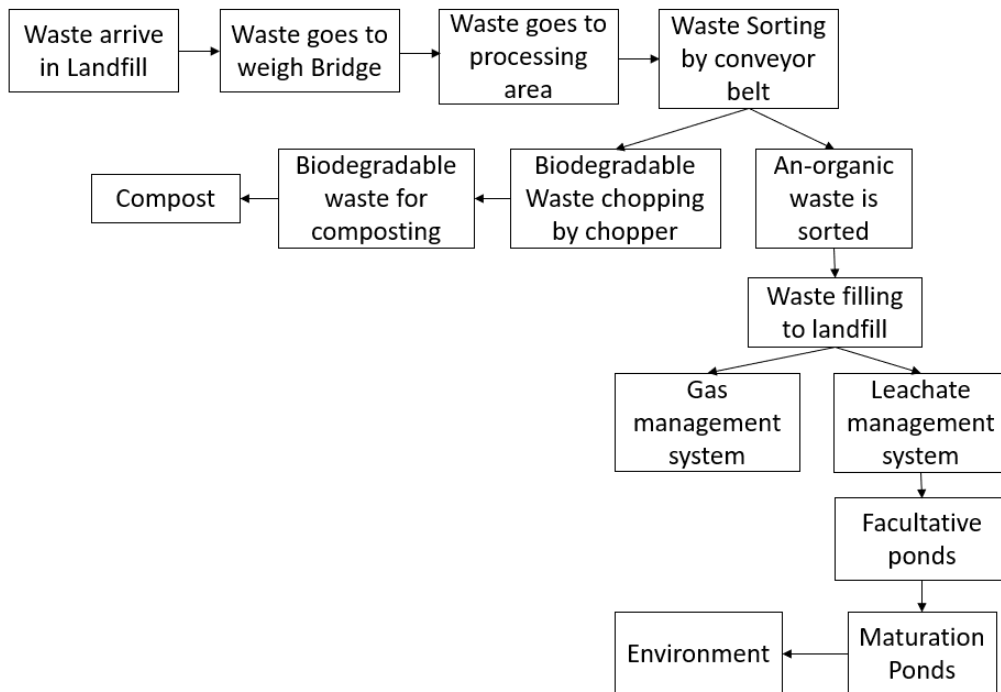 Waste arrive
in Landfill
Waste goes to
weigh Bridge
Waste goes to
processing
area
Waste Sorting
by conveyor
belt
Compost
Biodegradable
waste for
composting
Biodegradable
Waste chopping
by chopper
An-organic
waste is
sorted
Waste filling
to landfill
Gas
management
system
Leachate
management
system
Facultative
ponds
Environment
Maturation
Ponds